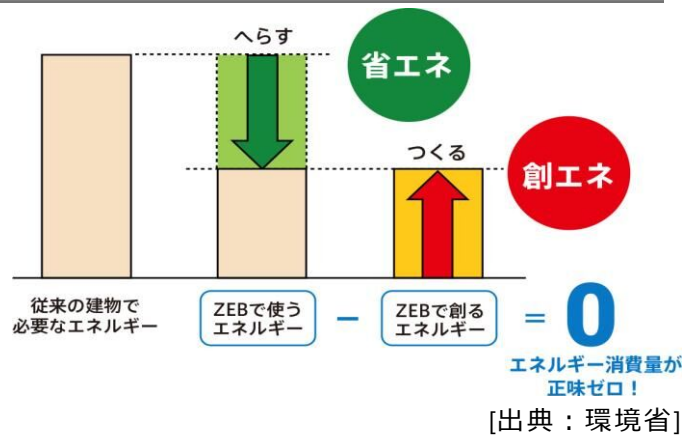 へらす
省エネ
つくる
創エネ
従来の建物で
必要なエネルギー
ZEBで使う
エネルギー
－
ZEBで創る
エネルギー
＝
0
エネルギー消費量が
正味ゼロ！
[出典：環境省]